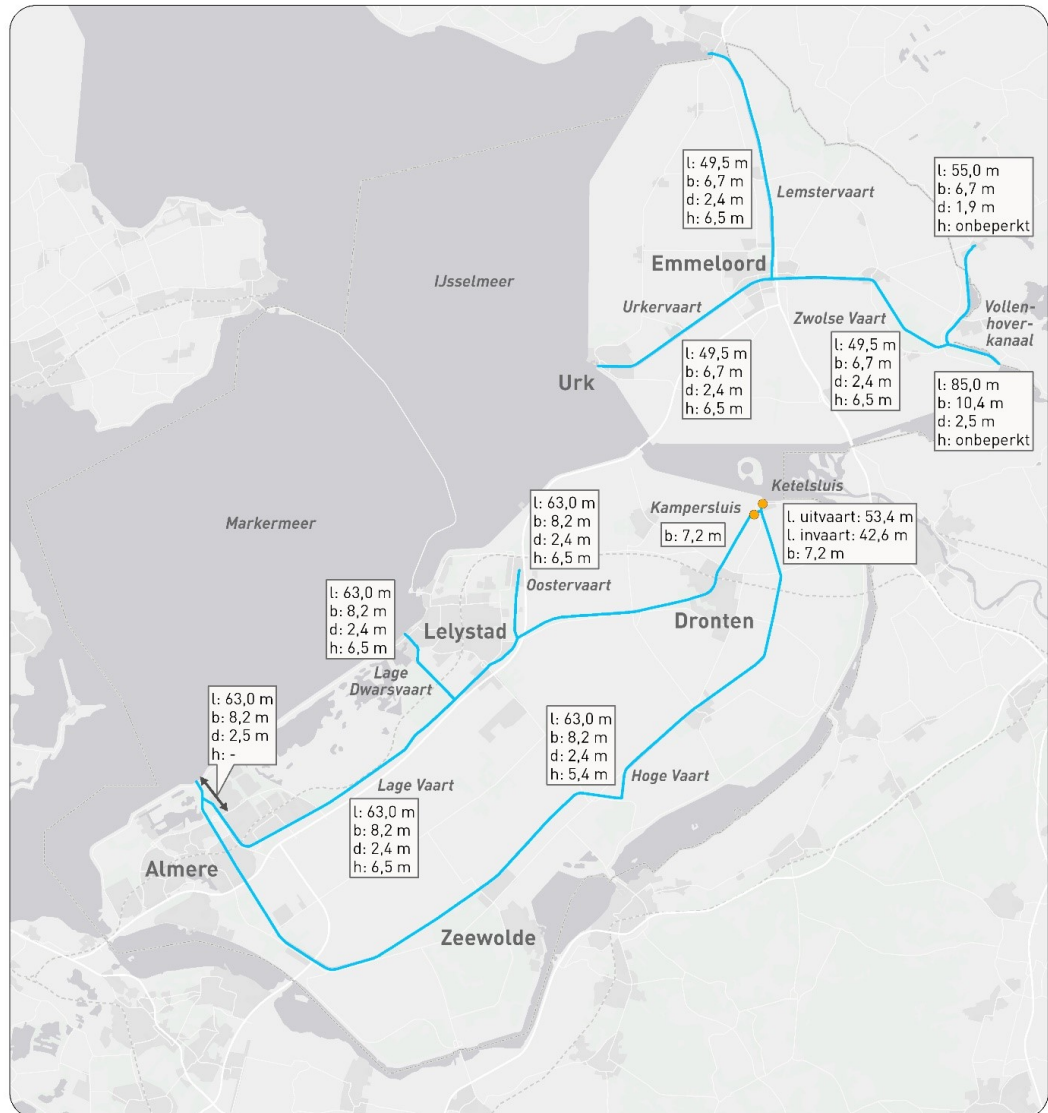 l: 49,5 m
b: 6,7 m
d: 2,4 m
h: 6,5 m
Lemstervaart
l: 55,0 m
b: 6,7 m
d: 1,9 m
h: onbeperkt
Emmeloord
IJsselmeer
Urkervaart
Zwolse Vaart
Vollen-
hover-
kanaal
l: 49,5 m
b: 6,7 m
d: 2,4 m
h: 6,5 m
l: 49,5 m
b: 6,7 m
d: 2,4 m
h: 6,5 m
Urk
l: 85,0 m
b: 10,4 m
d: 2,5 m
h: onbeperkt
Ketelsluis
l: 63,0 m
b: 8,2 m
d: 2,4 m
h: 6,5 m
Kampersluis
b: 7,2 m
l. uitvaart: 53,4 m
l. invaart: 42,6 m
b: 7,2 m
Markermeer
Oostervaart
l: 63,0 m
b: 8,2 m
d: 2,4 m
h: 6,5 m
Lelystad
Dronten
Lage
Dwarsvaart
l: 63,0 m
b: 8,2 m
d: 2,5 m
h: -
l: 63,0 m
b: 8,2 m
d: 2,4 m
h: 5,4 m
Hoge Vaart
Lage Vaart
l: 63,0 m
b: 8,2 m
d: 2,4 m
h: 6,5 m
Almere
Zeewolde